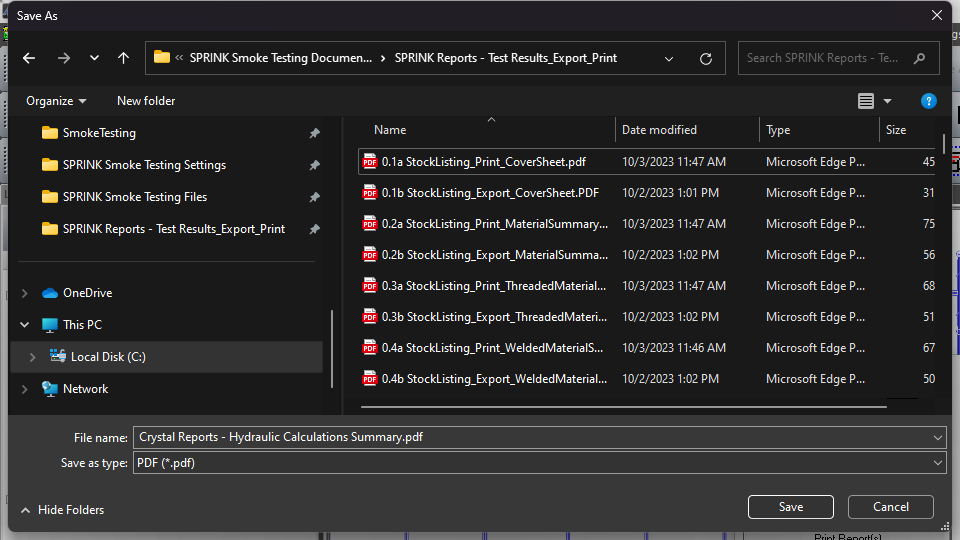 Save As
« SPRINK Smoke Testing Documen... > SPRINK Reports - Test Results_Export_Print
Search SPRINK Reports - Te...
Organize
New folder
?
SmokeTesting
SPRINK Smoke Testing Settings
SPRINK Smoke Testing Files
SPRINK Reports - Test Results_Export_Print
OneDrive
This PC
Local Disk (C:)
Network
Name Date modified Type Size
PDF 0.1a StockListing_Print_CoverSheet.pdf 10/3/2023 11:47 AM Microsoft Edge P... 45
PDF 0.1b StockListing_Export_CoverSheet.PDF 10/2/2023 1:01 PM Microsoft Edge P... 31
PDF 0.2a StockListing_Print_MaterialSummary... 10/3/2023 11:47 AM Microsoft Edge P... 75
PDF 0.2b StockListing_Export_MaterialSumma... 10/2/2023 1:02 PM Microsoft Edge P... 56
PDF 0.3a StockListing_Print_ThreadedMaterial... 10/3/2023 11:47 AM Microsoft Edge P... 68
PDF 0.3b StockListing_Export_ThreadedMateri... 10/2/2023 1:02 PM Microsoft Edge P... 51
PDF 0.4a StockListing_Print_WeldedMaterialS... 10/3/2023 11:46 AM Microsoft Edge P... 67
PDF 0.4b StockListing_Export_WeldedMaterial... 10/2/2023 1:02 PM Microsoft Edge P... 50
File name: Crystal Reports - Hydraulic Calculations Summary.pdf
Save as type: PDF (*.pdf)
Hide Folders
Save
Cancel
Print Report(s)